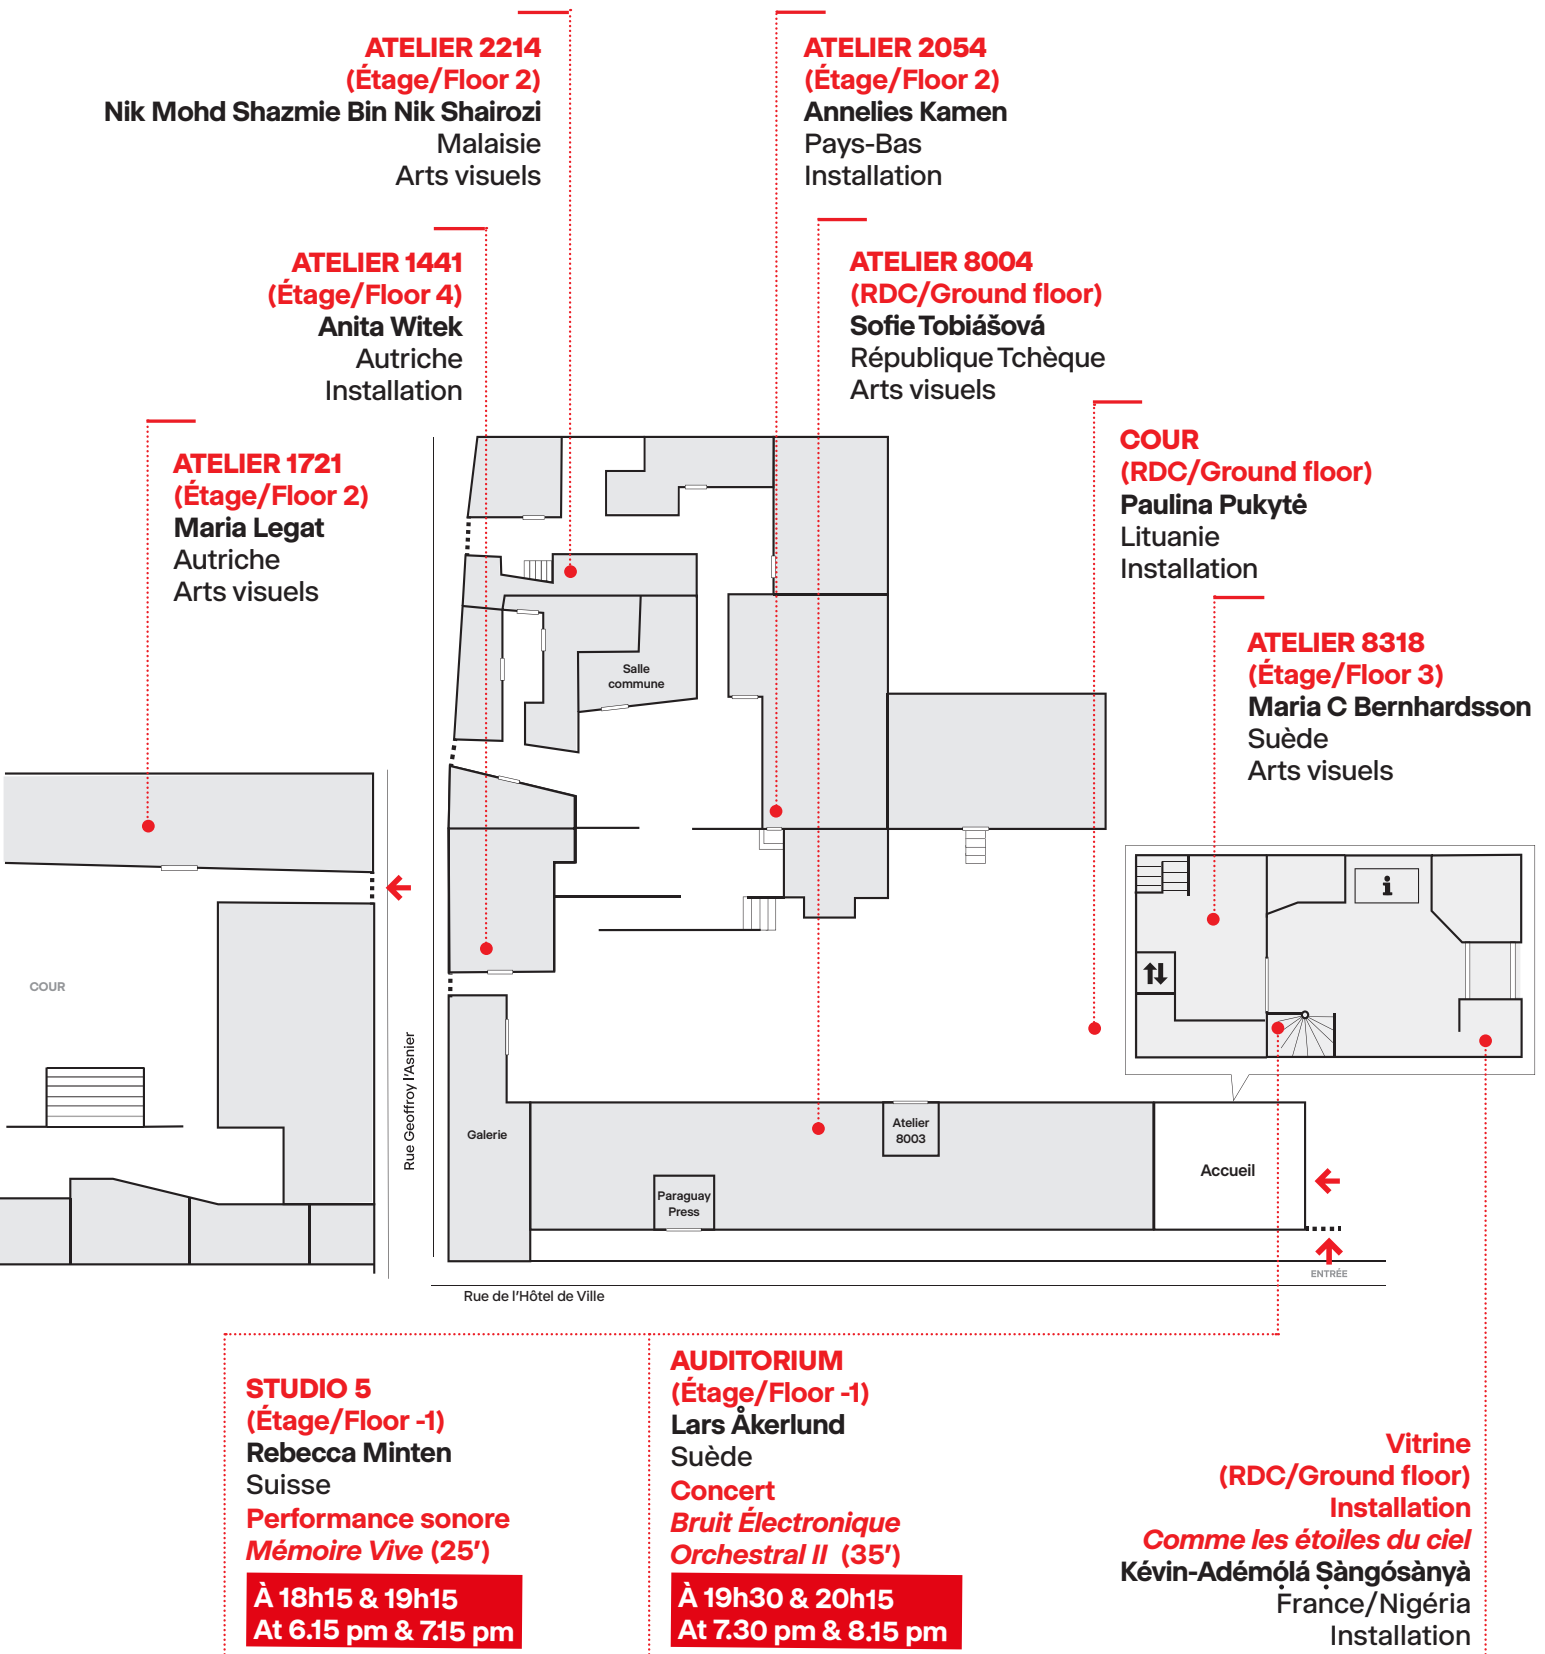 ATELIER 2214
(Étage/Floor 2)
Nik Mohd Shazmie Bin Nik Shairozi
Malaisie
Arts visuels
ATELIER 2054
(Étage/Floor 2)
Annelies Kamen
Pays-Bas
Installation
ATELIER 1441
(Étage/Floor 4)
Anita Witek
Autriche
Installation
ATELIER 8004
(RDC/Ground floor)
Sofie Tobiášová
République Tchèque
Arts visuels
ATELIER 1721
(Étage/Floor 2)
Maria Legat
Autriche
Arts visuels
COUR
(RDC/Ground floor)
Paulina Pukytė
Lituanie
Installation
ATELIER 8318
(Étage/Floor 3)
Maria C Bernhardsson
Suède
Arts visuels
Salle
commune
COUR
Rue Geoffroy l'Asnier
Galerie
Atelier
8003
Paraguay
Press
Accueil
i
ENTRÉE
Rue de l'Hôtel de Ville
STUDIO 5
(Étage/Floor -1)
Rebecca Minten
Suisse
Performance sonore
Mémoire Vive (25')
À 18h15 & 19h15
At 6.15 pm & 7.15 pm
AUDITORIUM
(Étage/Floor -1)
Lars Åkerlund
Suède
Concert
Bruit Électronique
Orchestral II (35')
À 19h30 & 20h15
At 7.30 pm & 8.15 pm
Vitrine
(RDC/Ground floor)
Installation
Comme les étoiles du ciel
Kévin-Adémọ́lá Ṣàngósànyà
France/Nigéria
Installation